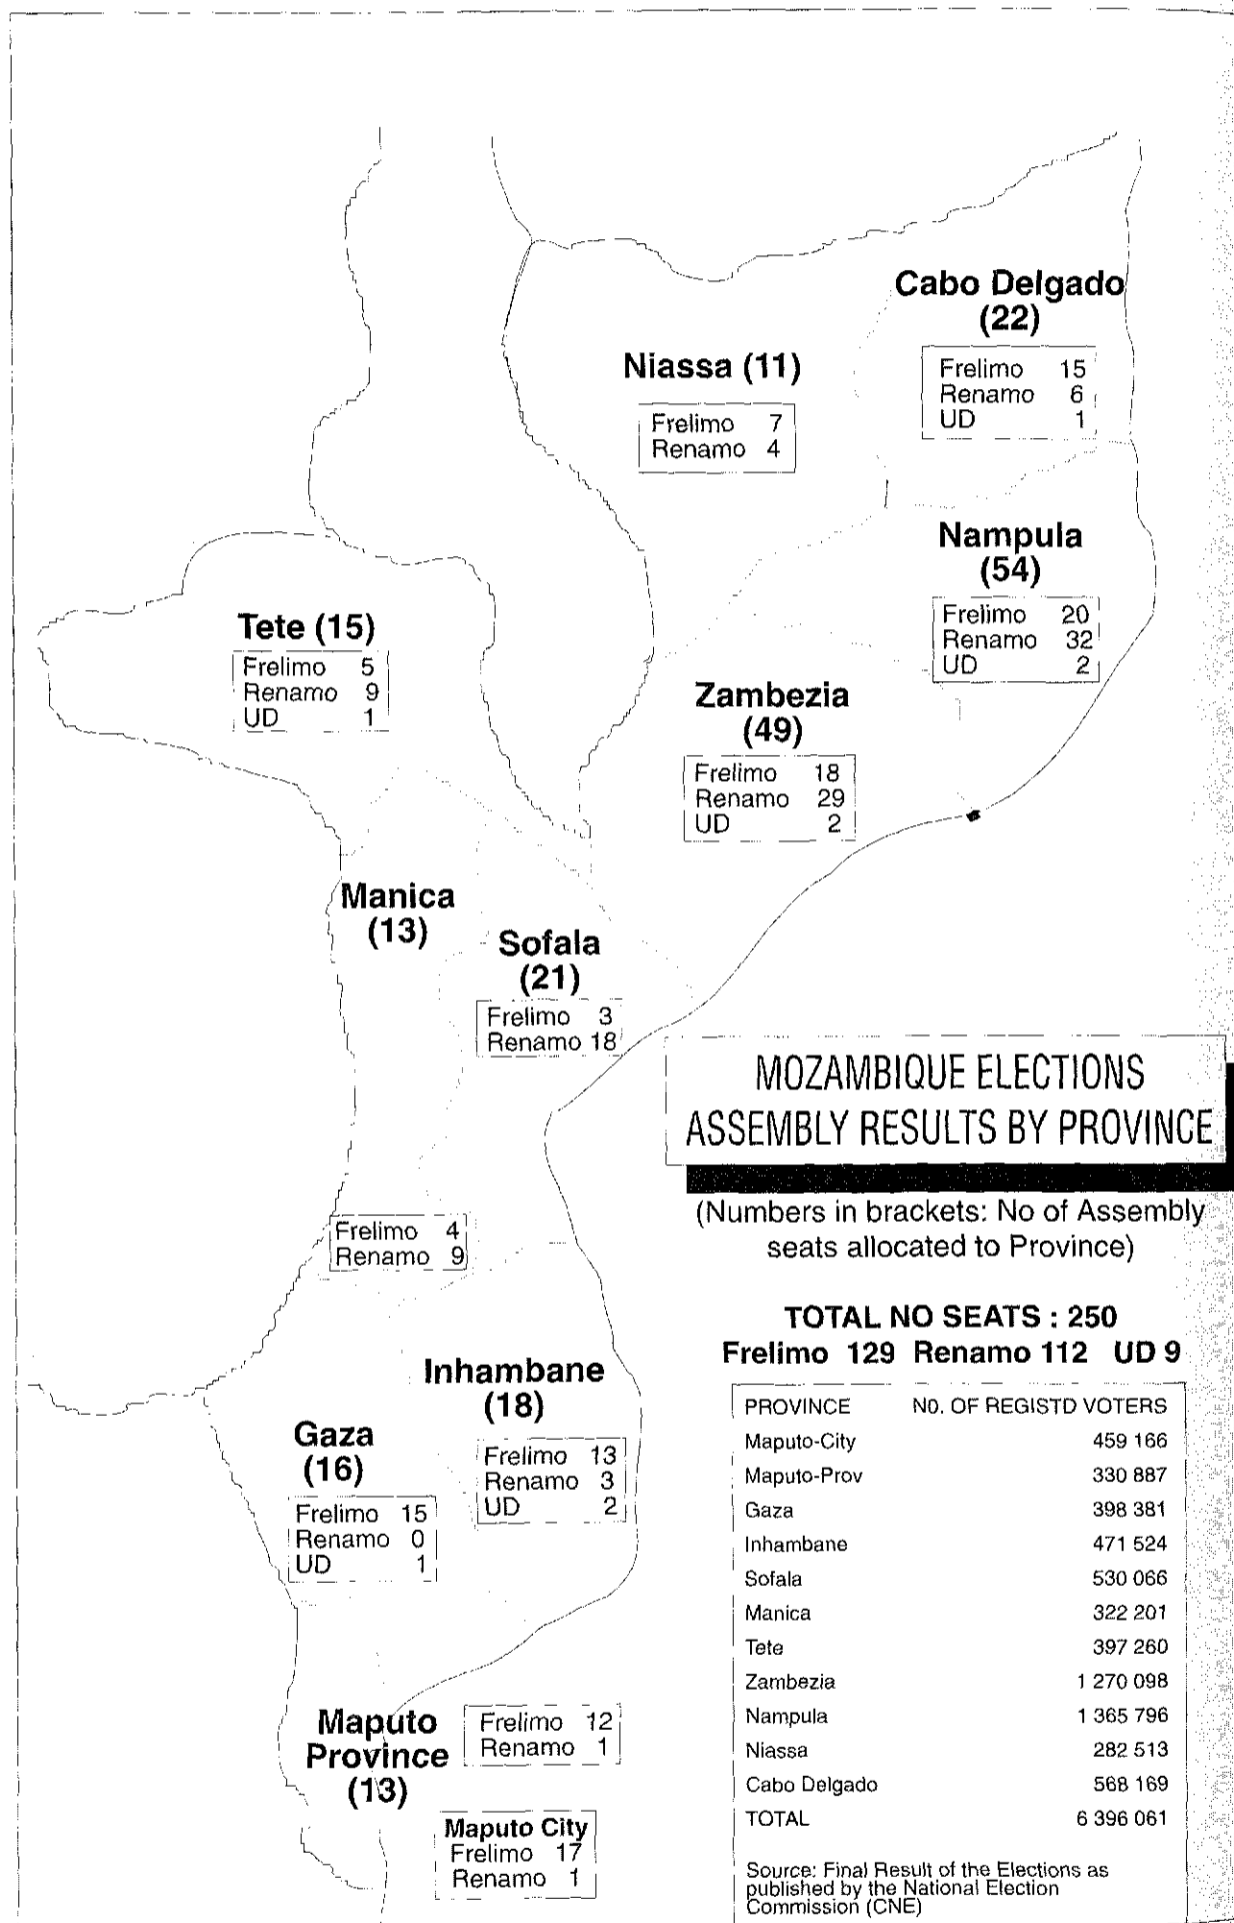 Cabo Delgado
(22)
Frelimo 15
Renamo 6
UD 1
Niassa (11)
Frelimo 7
Renamo 4
Nampula
(54)
Frelimo 20
Renamo 32
UD 2
Tete (15)
Frelimo 5
Renamo 9
UD 1
Zambezia
(49)
Frelimo 18
Renamo 29
UD 2
Manica
(13)
Frelimo 4
Renamo 9
Sofala
(21)
Frelimo 3
Renamo 18
Inhambane
(18)
Frelimo 13
Renamo 3
UD 2
Gaza
(16)
Frelimo 15
Renamo 0
UD 1
Maputo
Province
(13)
Frelimo 12
Renamo 1
Maputo City
Frelimo 17
Renamo 1
MOZAMBIQUE ELECTIONS
ASSEMBLY RESULTS BY PROVINCE
(Numbers in brackets: No of Assembly
seats allocated to Province)
TOTAL NO SEATS : 250
Frelimo 129 Renamo 112 UD 9
PROVINCE NO. OF REGISTD VOTERS
Maputo-City 459 166
Maputo-Prov 330 887
Gaza 398 381
Inhambane 471 524
Sofala 530 066
Manica 322 201
Tete 397 260
Zambezia 1 270 098
Nampula 1 365 796
Niassa 282 513
Cabo Delgado 568 169
TOTAL 6 396 061
Source: Final Result of the Elections as
published by the National Election
Commission (CNE)